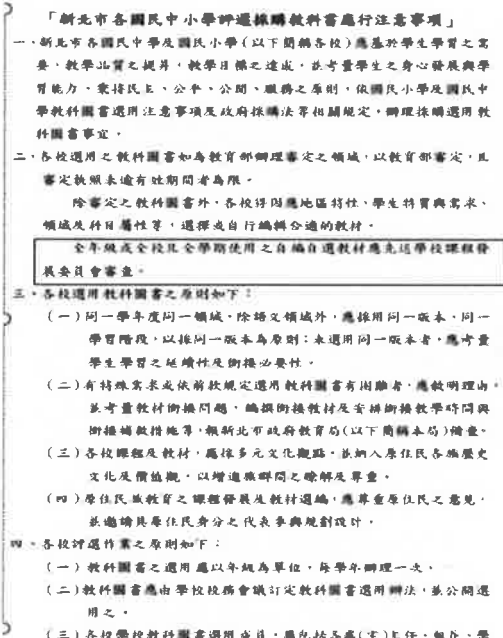 「新北市各國民中小學評選採購教科書應行注意事項」
一、新北市各國民中學及國民小學(以下簡稱各校)應基於學生學習之需
要、教學品質之提昇、教學目標之達成，並考量學生之身心發展與學
習能力，秉持民主、公平、公開、服務之原則，依國民小學及國民中
學教科圖書選用注意事項及政府採購法等相關規定，辦理採購選用教
科圖書事宜。
二、各校選用之教科圖書如為教育部辦理審定之領域，以教育部審定，且
審定執照未逾有效期間者為限。
除審定之教科圖書外，各校得因應地區特性、學生特質與需求、
領域及科目屬性等，選擇或自行編輯合適的教材。
全年級或全校且全學期使用之自編自選教材應先送學校課程發
展委員會審查。
三、各校選用教科圖書之原則如下：
(一)同一學年度同一領域，除語文領域外，應採用同一版本，同一
學習階段，以採同一版本為原則；未選用同一版本者，應考量
學生學習之延續性及銜接必要性。
(二)有特殊需求或依前款規定選用教科圖書有困難者，應敘明理由，
並考量教材銜接問題，編撰銜接教材及安排銜接教學時間與
銜接補救措施等，報新北市政府教育局(以下簡稱本局)備查。
(三)各校課程及教材，應採多元文化觀點，並納入原住民各族歷史
文化及價值觀，以增進族群間之瞭解及尊重。
(四)原住民族教育之課程發展及教材選編，應尊重原住民之意見，
並邀請具原住民身分之代表參與規劃設計。
四、各校評選作業之原則如下：
(一)教科圖書之選用應以年級為單位，每學年辦理一次。
(二)教科圖書應由學校校務會議訂定教科圖書選用辦法，並公開選
用之。
(三)各校學校教科書選用成員，應包括各處(室)主任、組長、學